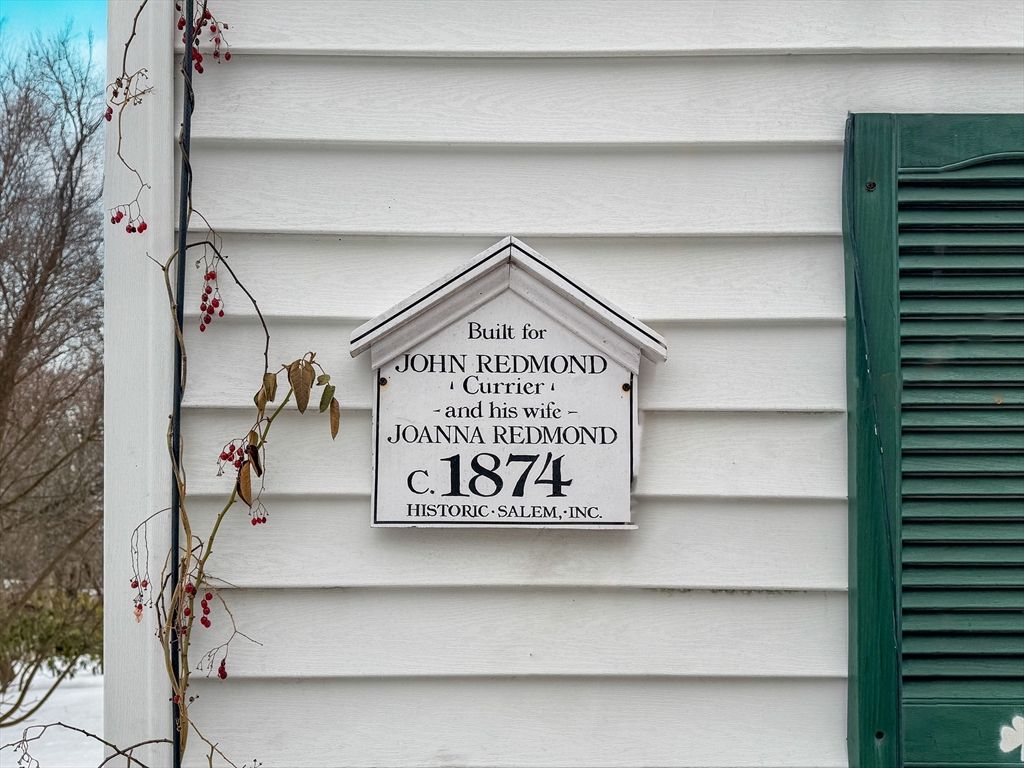 Built for
JOHN REDMOND
Currier
- and his wife -
JOANNA REDMOND
c. 1874
HISTORIC · SALEM, · INC.